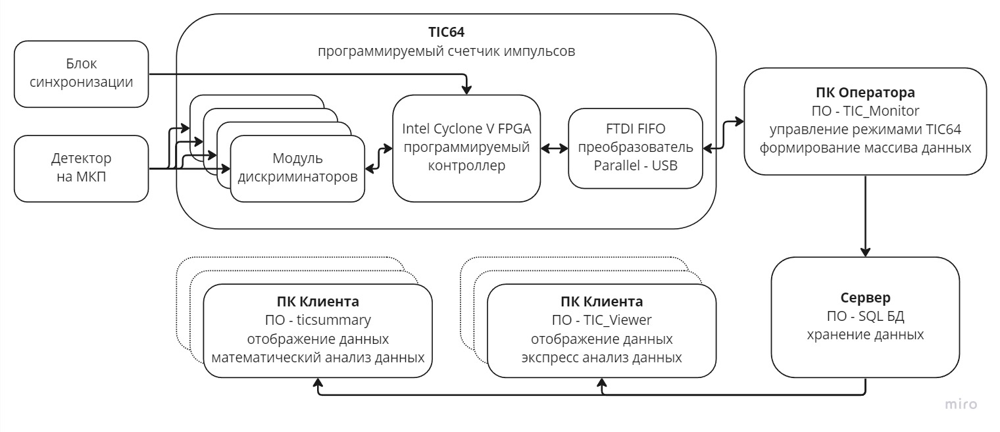 TIC64
программируемый счетчик импульсов
Блок
синхронизации
Детектор
на МКП
Модуль
дискриминаторов
Intel Cyclone V FPGA
программируемый
контроллер
FTDI FIFO
преобразователь
Parallel - USB
ПК Оператора
ПО - TIC_Monitor
управление режимами TIC64
формирование массива данных
ПК Клиента
ПО - ticsummary
отображение данных
математический анализ данных
ПК Клиента
ПО - TIC_Viewer
отображение данных
экспресс анализ данных
Сервер
ПО - SQL БД
хранение данных
miro